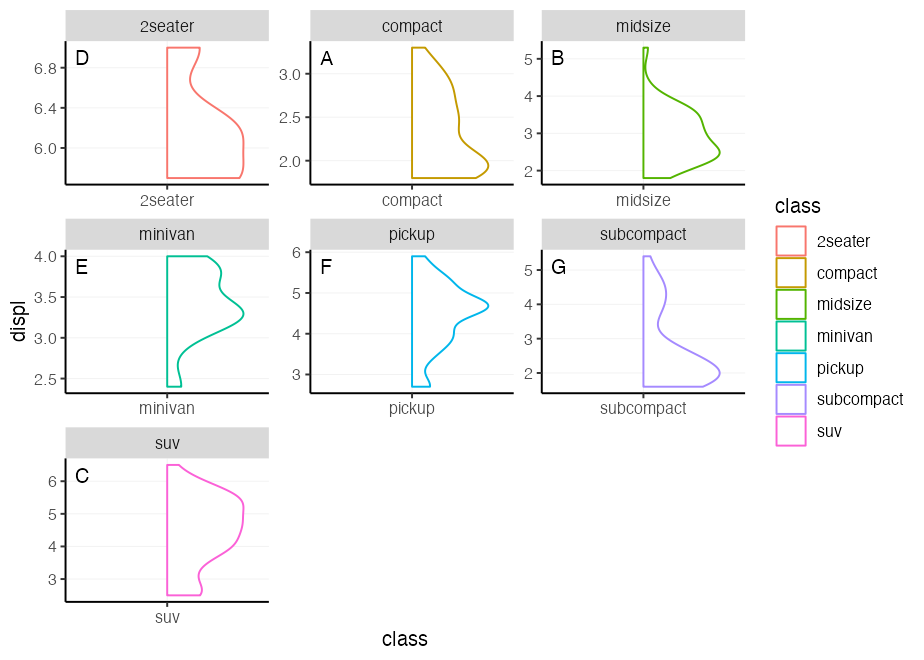 2seater compact midsize
D A B
6.8
6.4
6.0
3.0
2.5
2.0
5
4
3
2
2seater compact midsize
minivan pickup subcompact
E F G
4.0
3.5
3.0
2.5
6
5
4
3
5
4
3
2
minivan pickup subcompact
suv
C
6
5
4
3
suv
displ
class
class
2seater
compact
midsize
minivan
pickup
subcompact
suv